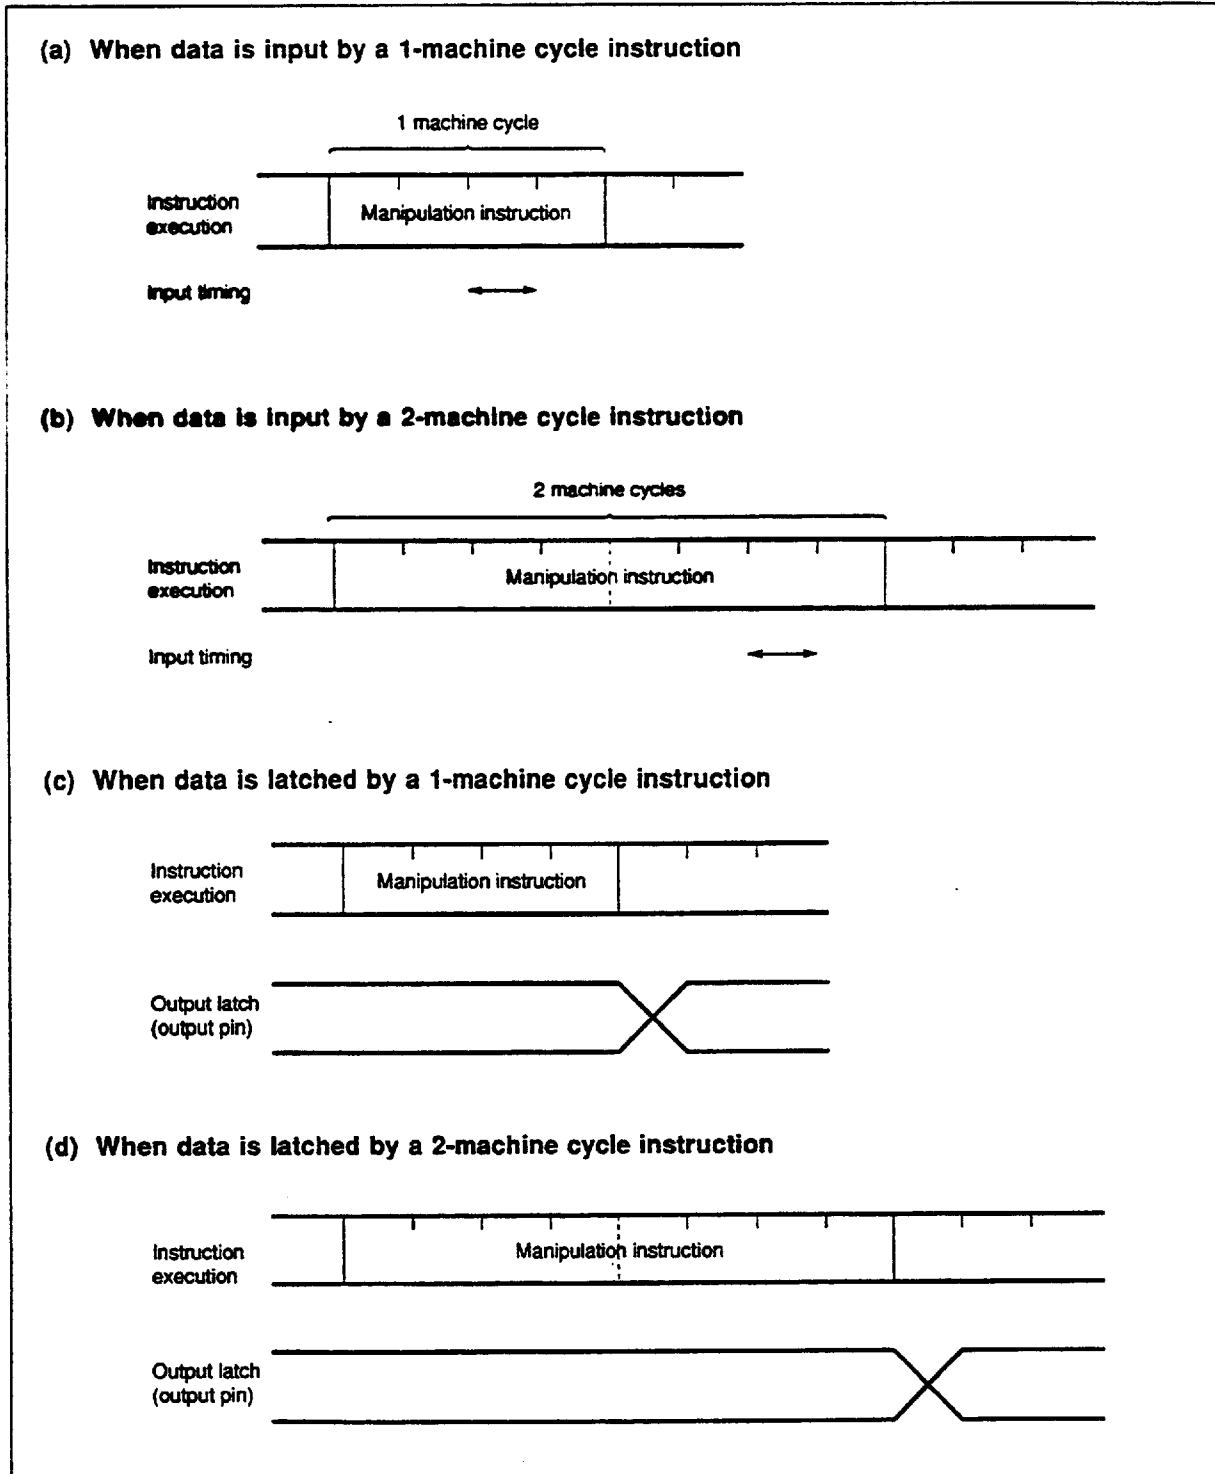 (a) When data is input by a 1-machine cycle instruction
1 machine cycle
Instruction
execution
Manipulation instruction
Input timing
(b) When data is input by a 2-machine cycle instruction
2 machine cycles
Instruction
execution
Manipulation instruction
Input timing
(c) When data is latched by a 1-machine cycle instruction
Instruction
execution
Manipulation instruction
Output latch
(output pin)
(d) When data is latched by a 2-machine cycle instruction
Instruction
execution
Manipulation instruction
Output latch
(output pin)